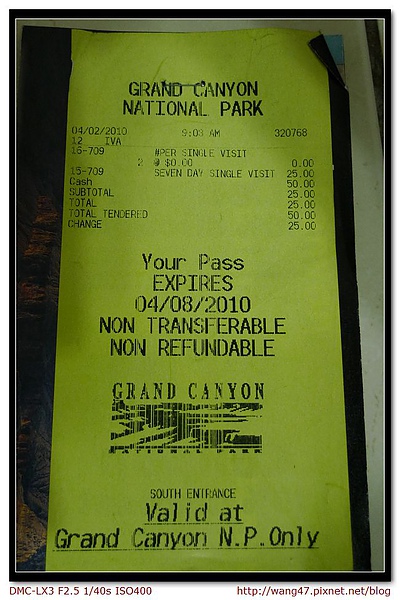 GRAND CANYON
NATIONAL PARK
04/02/2010 9:03 AM 320768
12 IVA
16-709 #PER SINGLE VISIT
2 @ $0.00 0.00
15-709 SEVEN DAY SINGLE VISIT 25.00
Cash 50.00
SUBTOTAL 25.00
TOTAL 25.00
TOTAL TENDERED 50.00
CHANGE 25.00
Your Pass
EXPIRES
04/08/2010
NON TRANSFERABLE
NON REFUNDABLE
GRAND CANYON
NATIONAL PARK
SOUTH ENTRANCE
Valid at
Grand Canyon N.P.Only
DMC-LX3 F2.5 1/40s ISO400 http://wang47.pixnet.net/blog